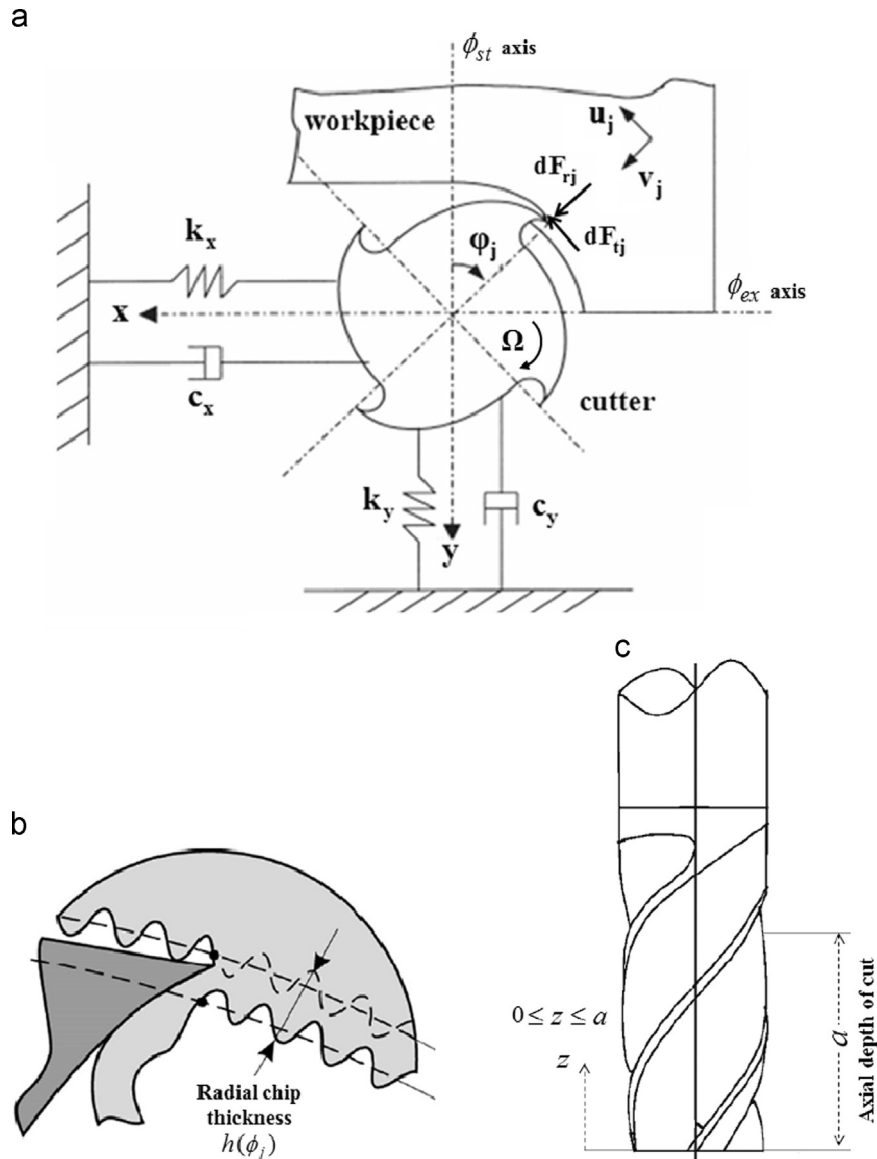 a
ϕst axis
workpiece
uj
vj
dFrj
dFtj
kx
φj
ϕex axis
x
Ω
cx
cutter
ky
cy
y
c
b
0 ≤ z ≤ a
z
a
Axial depth of cut
Radial chip
thickness
h(ϕj)